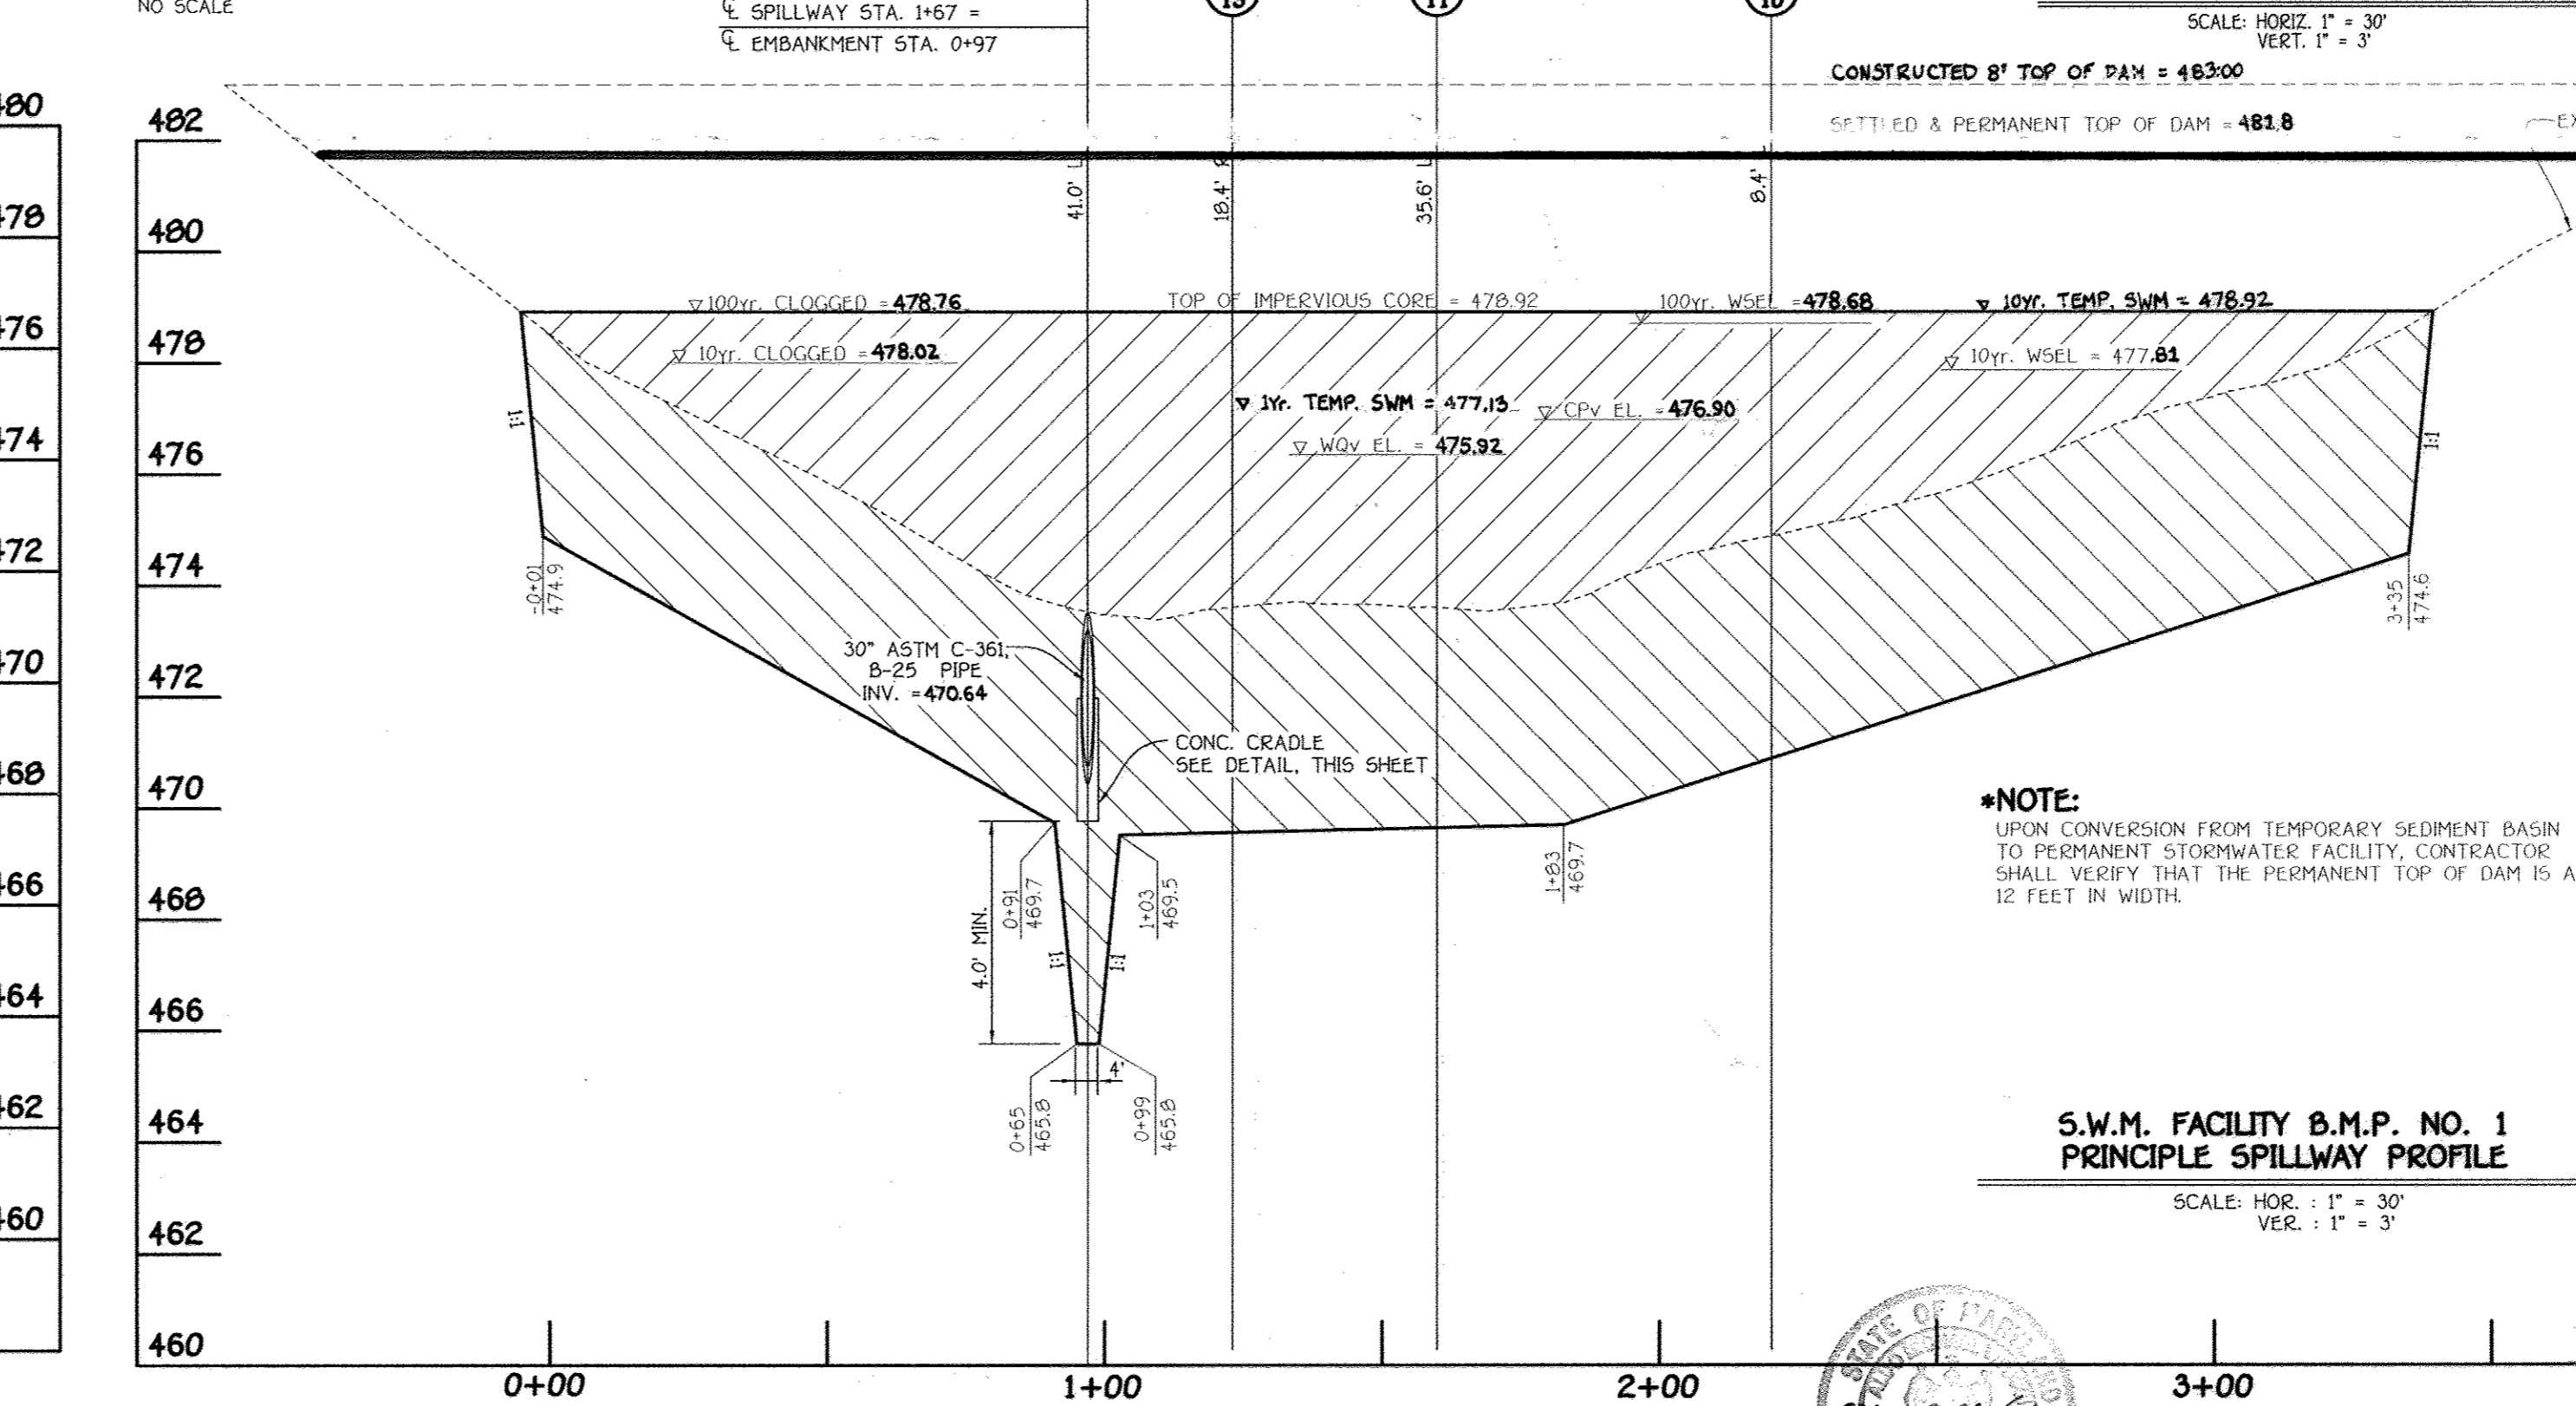 NO SCALE
℄ SPILLWAY STA. 1+67 =
℄ EMBANKMENT STA. 0+97
13
11
10
SCALE: HORIZ. 1" = 30'
VERT. 1" = 3'
CONSTRUCTED 8' TOP OF DAM = 483.00
SETTLED & PERMANENT TOP OF DAM = 481.8
480
478
476
474
472
470
468
466
464
462
460
482
480
478
476
474
472
470
468
466
464
462
460
41.0' L
18.4' R
35.6' L
8.4'
100Yr. CLOGGED = 478.76
TOP OF IMPERVIOUS CORE = 478.92
100Yr. WSEL = 478.68
10Yr. TEMP. SWM = 478.92
10Yr. CLOGGED = 478.02
10Yr. WSEL = 477.81
1Yr. TEMP. SWM = 477.13
CPv EL. = 476.90
WQv EL. = 475.92
1:1
1:1
-0+01
474.9
3+35
474.6
30" ASTM C-361,
B-25 PIPE
INV. = 470.64
CONC. CRADLE
SEE DETAIL, THIS SHEET
4.0' MIN.
0+91
469.7
1+03
469.5
1+83
469.7
1:1
1:1
4'
0+65
465.8
0+99
465.8
*NOTE:
UPON CONVERSION FROM TEMPORARY SEDIMENT BASIN
TO PERMANENT STORMWATER FACILITY, CONTRACTOR
SHALL VERIFY THAT THE PERMANENT TOP OF DAM IS A
12 FEET IN WIDTH.
S.W.M. FACILITY B.M.P. NO. 1
PRINCIPLE SPILLWAY PROFILE
SCALE: HOR. : 1" = 30'
VER. : 1" = 3'
STATE OF MARYLAND
0+00
1+00
2+00
3+00